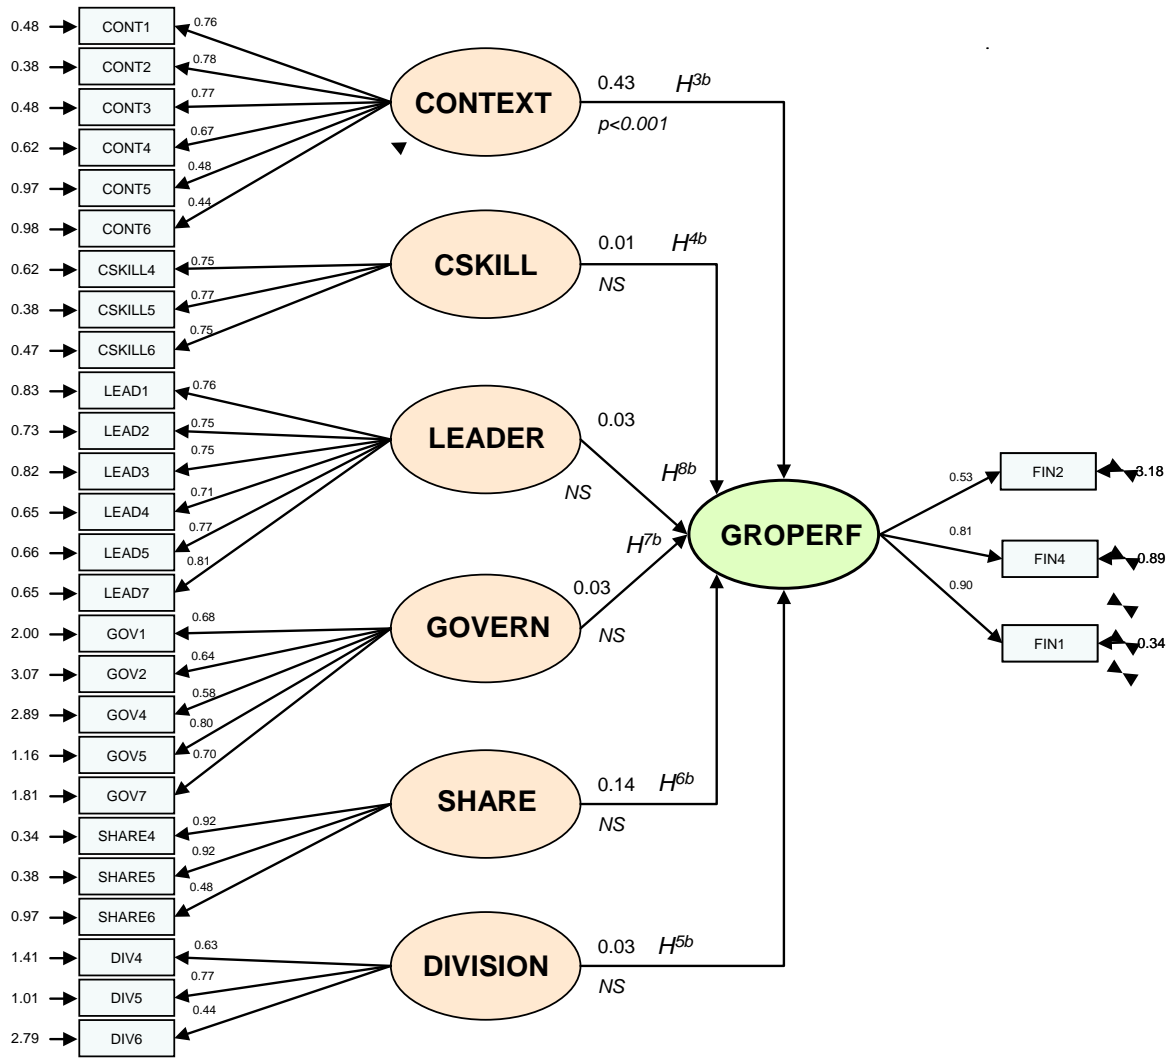 0.48 CONT1 0.76
0.38 CONT2 0.78
0.48 CONT3 0.77
0.62 CONT4 0.67
0.97 CONT5 0.48
0.98 CONT6 0.44
CONTEXT
0.43 H3b
p<0.001
0.62 CSKILL4 0.75
0.38 CSKILL5 0.77
0.47 CSKILL6 0.75
CSKILL
0.01 H4b
NS
0.83 LEAD1 0.76
0.73 LEAD2 0.75
0.82 LEAD3 0.75
0.65 LEAD4 0.71
0.66 LEAD5 0.77
0.65 LEAD7 0.81
LEADER
0.03
H8b
NS
2.00 GOV1 0.68
3.07 GOV2 0.64
2.89 GOV4 0.58
1.16 GOV5 0.80
1.81 GOV7 0.70
GOVERN
H7b
0.03
NS
0.34 SHARE4 0.92
0.38 SHARE5 0.92
0.97 SHARE6 0.48
SHARE
0.14 H6b
NS
1.41 DIV4 0.63
1.01 DIV5 0.77
2.79 DIV6 0.44
DIVISION
0.03 H5b
NS
GROPERF
0.53 FIN2 3.18
0.81 FIN4 0.89
0.90 FIN1 0.34